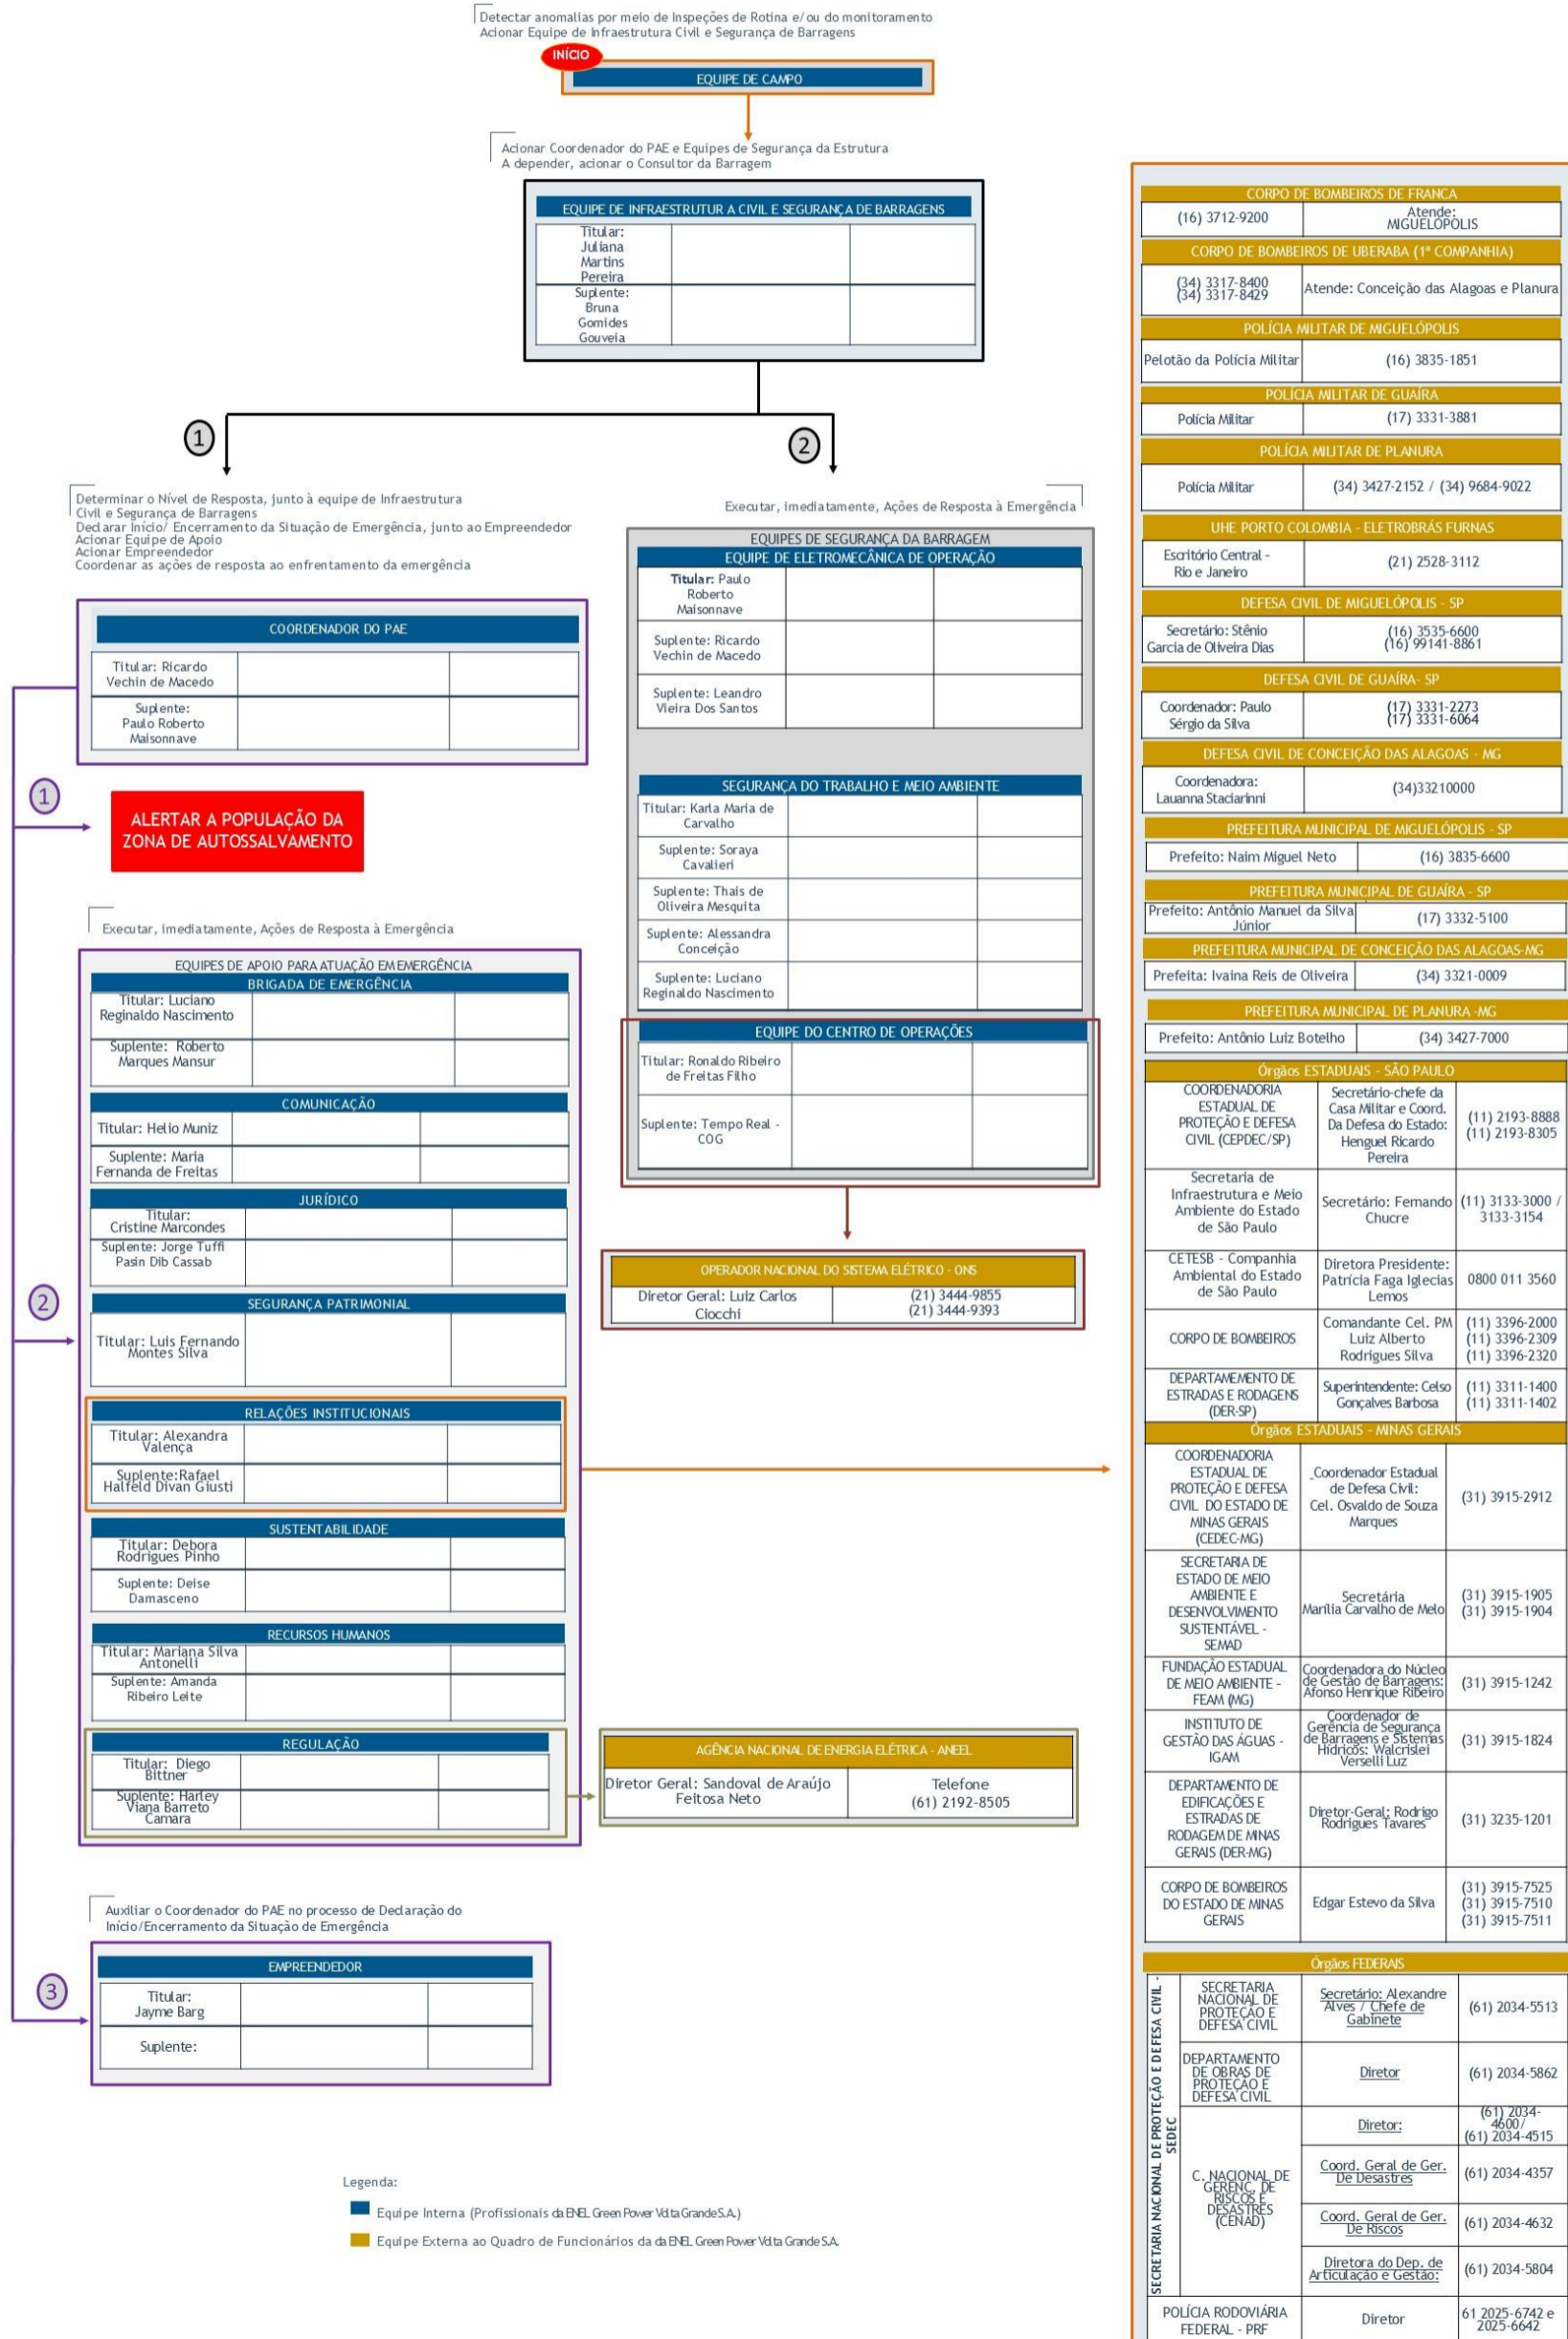 Detectar anomalias por meio de Inspeções de Rotina e/ou do monitoramento
Acionar Equipe de Infraestrutura Civil e Segurança de Barragens
INÍCIO
EQUIPE DE CAMPO
Acionar Coordenador do PAE e Equipes de Segurança da Estrutura
A depender, acionar o Consultor da Barragem
EQUIPE DE INFRAESTRUTUR A CIVIL E SEGURANÇA DE BARRAGENS
Titular:
Juliana
Martins
Pereira
Suplente:
Bruna
Gomides
Gouveia
1
2
Determinar o Nível de Resposta, junto à equipe de Infraestrutura
Civil e Segurança de Barragens
Declarar Início/ Encerramento da Situação de Emergência, junto ao Empreendedor
Acionar Equipe de Apoio
Acionar Empreendedor
Coordenar as ações de resposta ao enfrentamento da emergência
COORDENADOR DO PAE
Titular: Ricardo
Vechin de Macedo
Suplente:
Paulo Roberto
Maisonnave
1
ALERTAR A POPULAÇÃO DA
ZONA DE AUTOSSALVAMENTO
2
Executar, imediatamente, Ações de Resposta à Emergência
EQUIPES DE APOIO PARA ATUAÇÃO EM EMERGÊNCIA
BRIGADA DE EMERGÊNCIA
Titular: Luciano
Reginaldo Nascimento
Suplente: Roberto
Marques Mansur
COMUNICAÇÃO
Titular: Helio Muniz
Suplente: Maria
Fernanda de Freitas
JURÍDICO
Titular:
Cristine Marcondes
Suplente: Jorge Tuffi
Pasin Dib Cassab
SEGURANÇA PATRIMONIAL
Titular: Luis Fernando
Montes Silva
RELAÇÕES INSTITUCIONAIS
Titular: Alexandra
Valença
Suplente:Rafael
Halfeld Divan Giusti
SUSTENTABILIDADE
Titular: Debora
Rodrigues Pinho
Suplente: Deise
Damasceno
RECURSOS HUMANOS
Titular: Mariana Silva
Antonelli
Suplente: Amanda
Ribeiro Leite
REGULAÇÃO
Titular: Diego
Bittner
Suplente: Harley
Viana Barreto
Camara
3
Auxiliar o Coordenador do PAE no processo de Declaração do
Início/Encerramento da Situação de Emergência
EMPREENDEDOR
Titular:
Jayme Barg
Suplente:
Executar, imediatamente, Ações de Resposta à Emergência
EQUIPES DE SEGURANÇA DA BARRAGEM
EQUIPE DE ELETROMECÂNICA DE OPERAÇÃO
Titular: Paulo
Roberto
Maisonnave
Suplente: Ricardo
Vechin de Macedo
Suplente: Leandro
Vieira Dos Santos
SEGURANÇA DO TRABALHO E MEIO AMBIENTE
Titular: Karla Maria de
Carvalho
Suplente: Soraya
Cavalieri
Suplente: Thais de
Oliveira Mesquita
Suplente: Alessandra
Conceição
Suplente: Luciano
Reginaldo Nascimento
EQUIPE DO CENTRO DE OPERAÇÕES
Titular: Ronaldo Ribeiro
de Freitas Filho
Suplente: Tempo Real -
COG
OPERADOR NACIONAL DO SISTEMA ELÉTRICO - ONS
Diretor Geral: Luiz Carlos
Ciocchi
(21) 3444-9855
(21) 3444-9393
AGÊNCIA NACIONAL DE ENERGIA ELÉTRICA - ANEEL
Diretor Geral: Sandoval de Araújo
Feitosa Neto
Telefone
(61) 2192-8505
Legenda:
Equipe Interna (Profissionais da ENEL Green Power Volta Grande S.A.)
Equipe Externa ao Quadro de Funcionários da da ENEL Green Power Volta Grande S.A.
CORPO DE BOMBEIROS DE FRANCA
(16) 3712-9200
Atende:
MIGUELÓPOLIS
CORPO DE BOMBEIROS DE UBERABA (1ª COMPANHIA)
(34) 3317-8400
(34) 3317-8429
Atende: Conceição das Alagoas e Planura
POLÍCIA MILITAR DE MIGUELÓPOLIS
Pelotão da Polícia Militar
(16) 3835-1851
POLÍCIA MILITAR DE GUAÍRA
Polícia Militar
(17) 3331-3881
POLÍCIA MILITAR DE PLANURA
Polícia Militar
(34) 3427-2152 / (34) 9684-9022
UHE PORTO COLOMBIA - ELETROBRÁS FURNAS
Escritório Central -
Rio e Janeiro
(21) 2528-3112
DEFESA CIVIL DE MIGUELÓPOLIS - SP
Secretário: Stênio
Garcia de Oliveira Dias
(16) 3535-6600
(16) 99141-8861
DEFESA CIVIL DE GUAÍRA- SP
Coordenador: Paulo
Sérgio da Silva
(17) 3331-2273
(17) 3331-6064
DEFESA CIVIL DE CONCEIÇÃO DAS ALAGOAS - MG
Coordenadora:
Lauanna Staciarinni
(34)33210000
PREFEITURA MUNICIPAL DE MIGUELÓPOLIS - SP
Prefeito: Naim Miguel Neto
(16) 3835-6600
PREFEITURA MUNICIPAL DE GUAÍRA - SP
Prefeito: Antônio Manuel da Silva
Júnior
(17) 3332-5100
PREFEITURA MUNICIPAL DE CONCEIÇÃO DAS ALAGOAS-MG
Prefeita: Ivaina Reis de Oliveira
(34) 3321-0009
PREFEITURA MUNICIPAL DE PLANURA -MG
Prefeito: Antônio Luiz Botelho
(34) 3427-7000
Órgãos ESTADUAIS - SÃO PAULO
COORDENADORIA
ESTADUAL DE
PROTEÇÃO E DEFESA
CIVIL (CEPDEC/SP)
Secretário-chefe da
Casa Militar e Coord.
Da Defesa do Estado:
Henguel Ricardo
Pereira
(11) 2193-8888
(11) 2193-8305
Secretaria de
Infraestrutura e Meio
Ambiente do Estado
de São Paulo
Secretário: Fernando
Chucre
(11) 3133-3000 /
3133-3154
CETESB - Companhia
Ambiental do Estado
de São Paulo
Diretora Presidente:
Patrícia Faga Iglecias
Lemos
0800 011 3560
CORPO DE BOMBEIROS
Comandante Cel. PM
Luiz Alberto
Rodrigues Silva
(11) 3396-2000
(11) 3396-2309
(11) 3396-2320
DEPARTAMEMENTO DE
ESTRADAS E RODAGENS
(DER-SP)
Superintendente: Celso
Gonçalves Barbosa
(11) 3311-1400
(11) 3311-1402
Órgãos ESTADUAIS - MINAS GERAIS
COORDENADORIA
ESTADUAL DE
PROTEÇÃO E DEFESA
CIVIL DO ESTADO DE
MINAS GERAIS
(CEDEC-MG)
_Coordenador Estadual
de Defesa Civil:
Cel. Osvaldo de Souza
Marques
(31) 3915-2912
SECRETARIA DE
ESTADO DE MEIO
AMBIENTE E
DESENVOLVIMENTO
SUSTENTÁVEL -
SEMAD
Secretária
Marília Carvalho de Melo
(31) 3915-1905
(31) 3915-1904
FUNDAÇÃO ESTADUAL
DE MEIO AMBIENTE -
FEAM (MG)
Coordenadora do Núcleo
de Gestão de Barragens:
Afonso Henrique Ribeiro
(31) 3915-1242
INSTITUTO DE
GESTÃO DAS ÁGUAS -
IGAM
Coordenador de
Gerência de Segurança
de Barragens e Sistemas
Hídricos: Walcrislei
Verselli Luz
(31) 3915-1824
DEPARTAMENTO DE
EDIFICAÇÕES E
ESTRADAS DE
RODAGEM DE MINAS
GERAIS (DER-MG)
Diretor-Geral: Rodrigo
Rodrigues Tavares
(31) 3235-1201
CORPO DE BOMBEIROS
DO ESTADO DE MINAS
GERAIS
Edgar Estevo da Silva
(31) 3915-7525
(31) 3915-7510
(31) 3915-7511
Órgãos FEDERAIS
SECRETARIA NACIONAL DE PROTEÇÃO E DEFESA CIVIL -
SEDEC
SECRETARIA
NACIONAL DE
PROTEÇÃO E
DEFESA CIVIL
Secretário: Alexandre
Alves / Chefe de
Gabinete
(61) 2034-5513
DEPARTAMENTO
DE OBRAS DE
PROTEÇÃO E
DEFESA CIVIL
Diretor
(61) 2034-5862
C. NACIONAL DE
GERENC. DE
RISCOS E
DESASTRES
(CENAD)
Diretor:
(61) 2034-
4600/
(61) 2034-4515
Coord. Geral de Ger.
De Desastres
(61) 2034-4357
Coord. Geral de Ger.
De Riscos
(61) 2034-4632
Diretora do Dep. de
Articulação e Gestão:
(61) 2034-5804
POLÍCIA RODOVIÁRIA
FEDERAL - PRF
Diretor
61 2025-6742 e
2025-6642